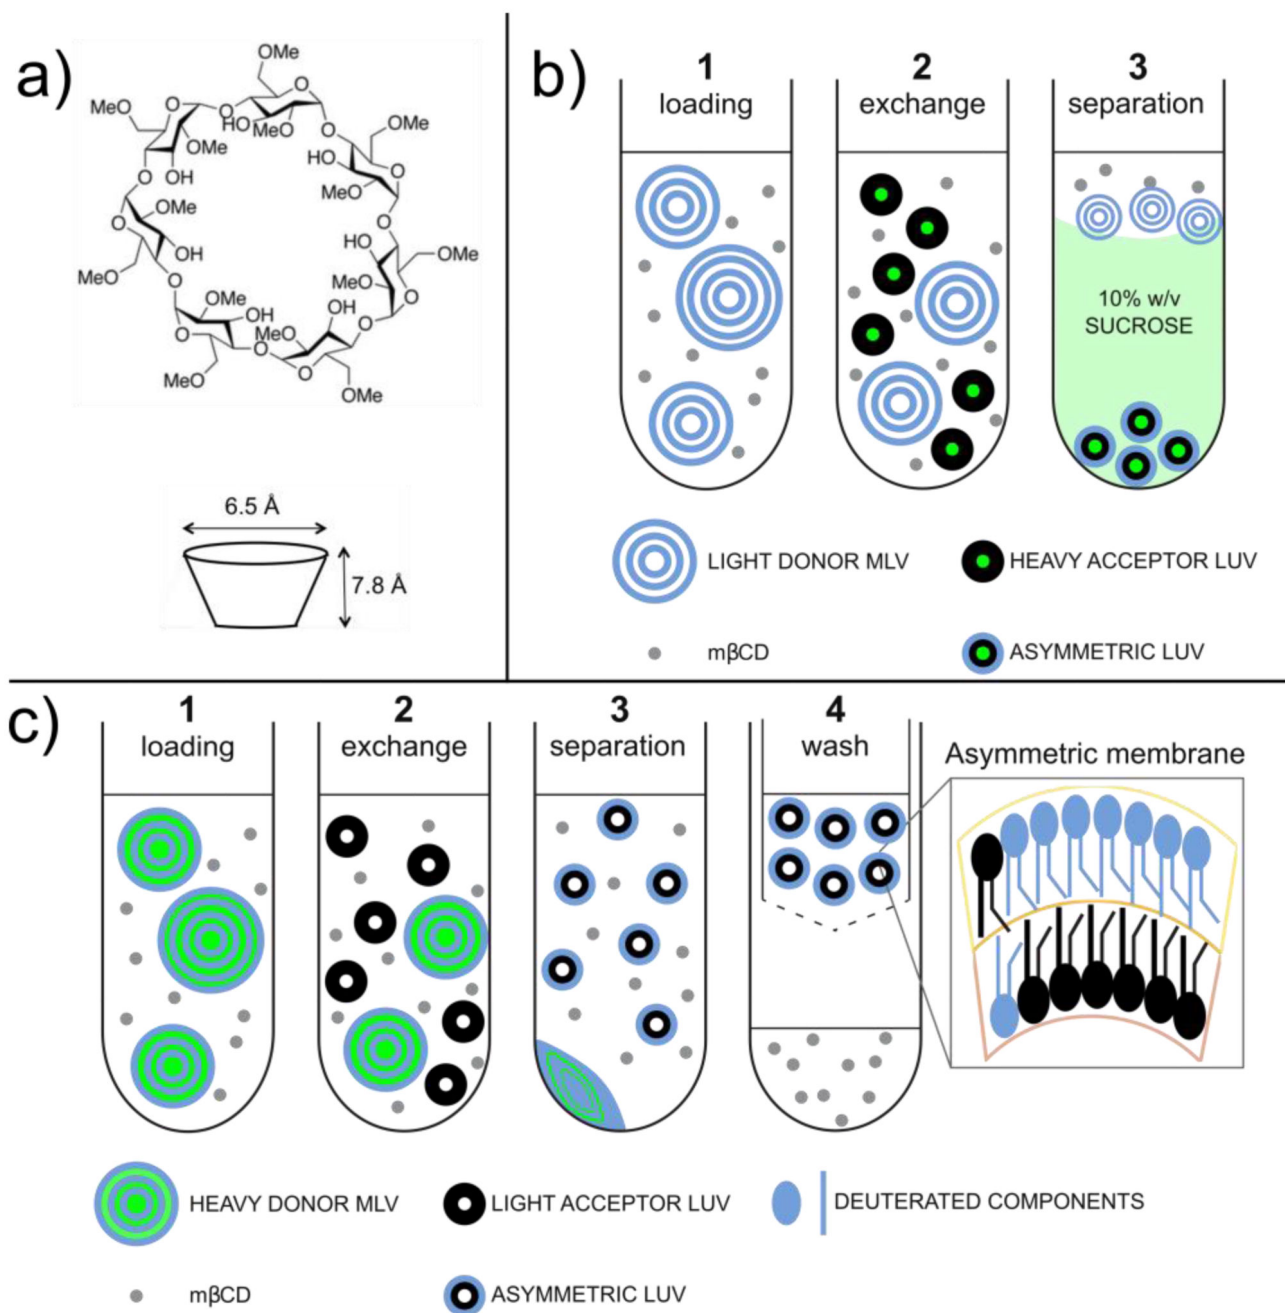 a)
OMe
MeO
O
O
O
HO
MeO
O
OMe
OMe
O
HO
O
MeO
OH
O
O
OMe
O
OH
HO
OMe
MeO
MeO
O
O
OMe
OH
HO
MeO
O
O
O
O
MeO
OMe
6.5 Å
7.8 Å
b)
1
loading
2
exchange
3
separation
10% w/v
SUCROSE
LIGHT DONOR MLV
HEAVY ACCEPTOR LUV
mβCD
ASYMMETRIC LUV
c)
1
loading
2
exchange
3
separation
4
wash
Asymmetric membrane
HEAVY DONOR MLV
LIGHT ACCEPTOR LUV
DEUTERATED COMPONENTS
mβCD
ASYMMETRIC LUV